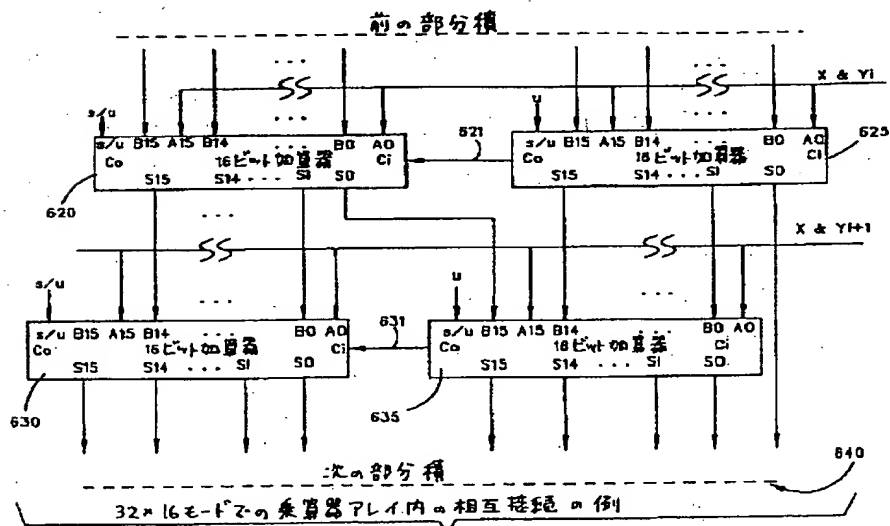 前の部分積
X & Yi
s/u u
s/u B15 A15 B14 B0 A0
Co 16ビット加算器 Ci
S15 S14 ... S1 S0
621
s/u B15 A15 B14 B0 A0
Co 16ビット加算器 Ci
S15 S14 ... S1 S0
625
620
X & Yi+1
s/u u
s/u B15 A15 B14 B0 A0
Co 16ビット加算器 Ci
S15 S14 ... S1 S0
631
s/u B15 A15 B14 B0 A0
Co 16ビット加算器 Ci
S15 S14 ... S1 S0
630
635
次の部分積
640
32×16モードでの乗算器アレイ内の相互接続の例